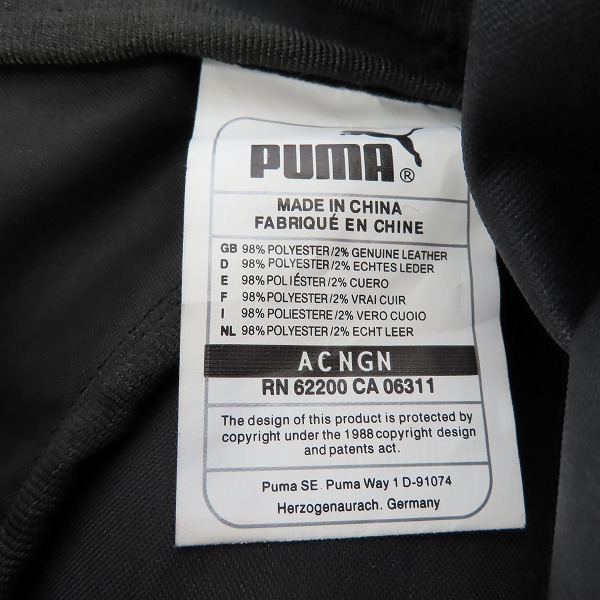 PUMA®
MADE IN CHINA
FABRIQUÉ EN CHINE
GB 98% POLYESTER/2% GENUINE LEATHER
D 98% POLYESTER/2% ECHTES LEDER
E 98% POLIÉSTER/2% CUERO
F 98% POLYESTER/2% VRAI CUIR
I 98% POLIESTERE/2% VERO CUOIO
NL 98% POLYESTER/2% ECHT LEER
ACNGN
RN 62200 CA 06311
The design of this product is protected by
copyright under the 1988 copyright design
and patents act.
Puma SE. Puma Way 1 D-91074
Herzogenaurach. Germany